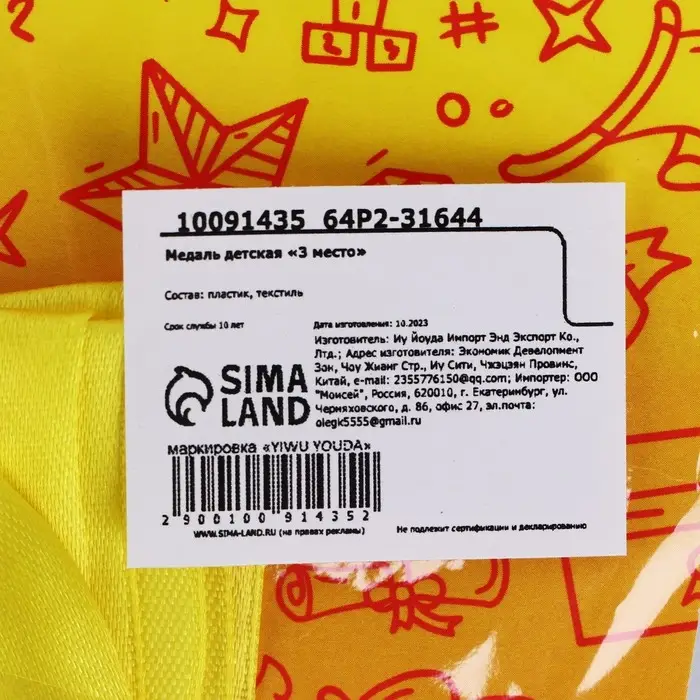 10091435 64P2-31644
Медаль детская «3 место»
Состав: пластик, текстиль
Срок службы 10 лет
Дата изготовления: 10.2023
Изготовитель: Иу Йоуда Импорт Энд Экспорт Ко.,
Лтд.; Адрес изготовителя: Экономик Девелопмент
Зон, Чоу Жианг Стр., Иу Сити, Чжэцзян Провинс,
Китай, e-mail: 2355776150@qq.com; Импортер: ООО
"Моисей", Россия, 620010, г. Екатеринбург, ул.
Черняховского, д. 86, офис 27, эл.почта:
olegk5555@gmail.ru
SIMA
LAND
маркировка «YIWU YOUDA»
2 900100 914352
WWW.SIMA-LAND.RU (на правах рекламы)
Не подлежит сертификации и декларированию